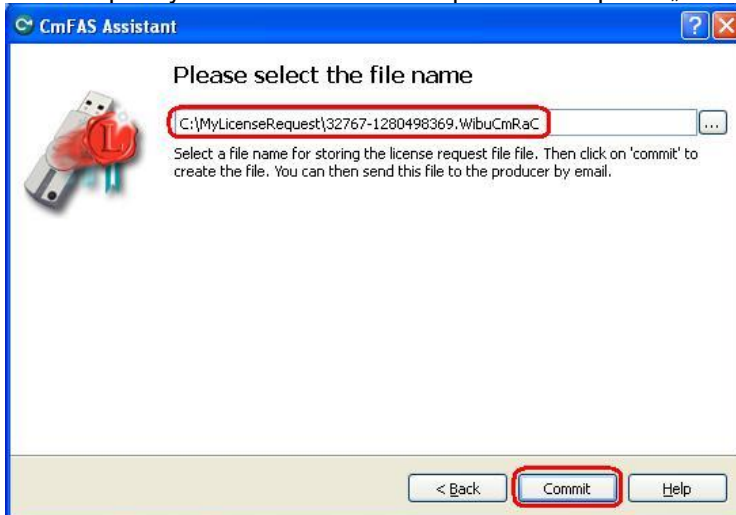 CmFAS Assistant
Please select the file name
C:\MyLicenseRequest\32767-1280498369.WibuCmRaC
...
Select a file name for storing the license request file file. Then click on 'commit' to
create the file. You can then send this file to the producer by email.
L
< Back
Commit
Help